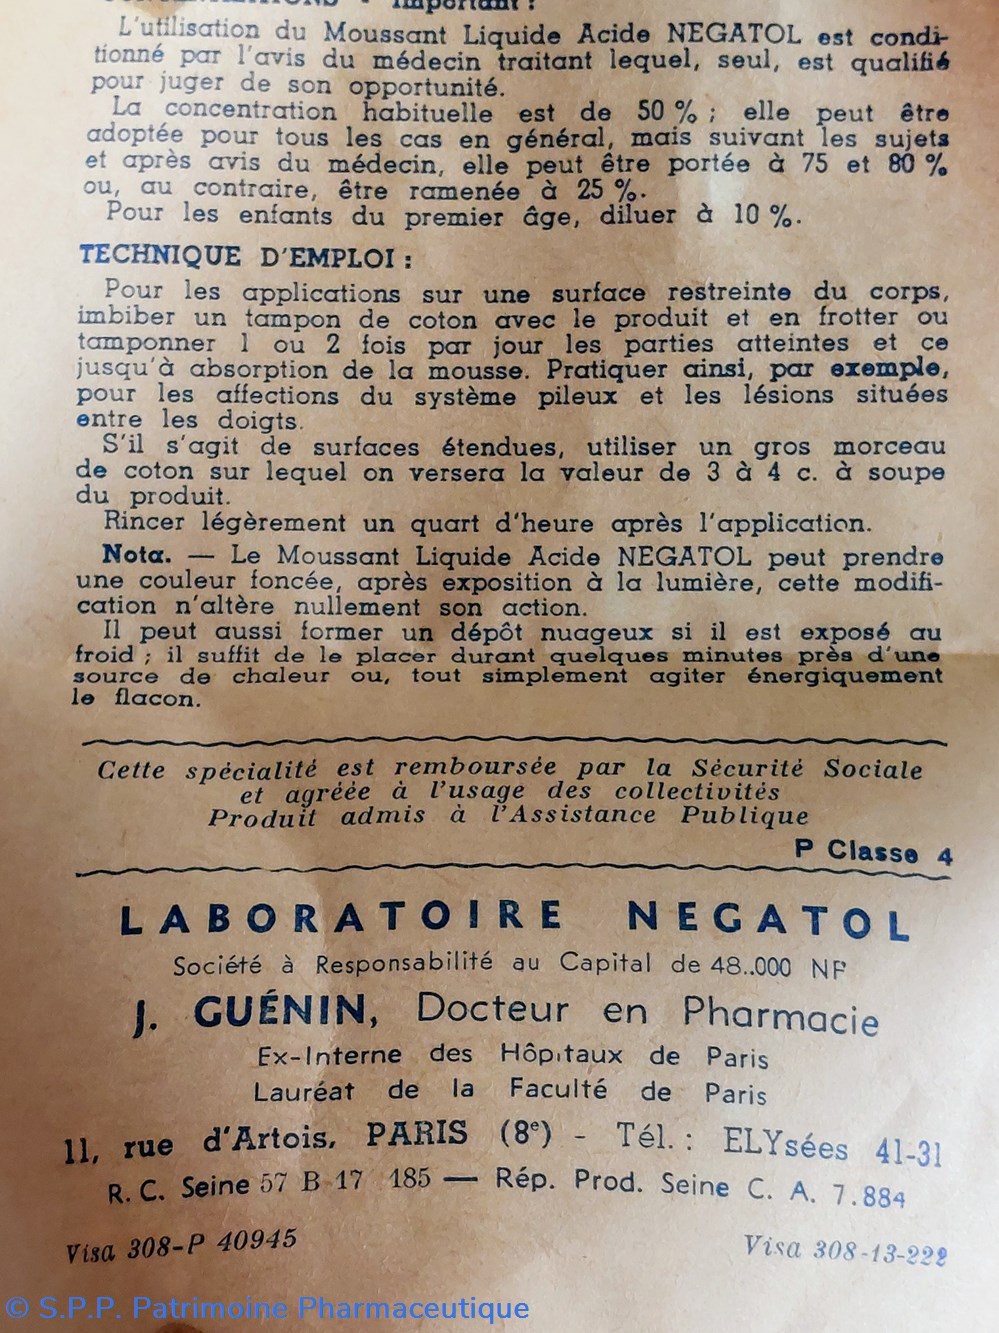 Important :
L'utilisation du Moussant Liquide Acide NEGATOL est condi-
tionné par l'avis du médecin traitant lequel, seul, est qualifié
pour juger de son opportunité.
La concentration habituelle est de 50 % ; elle peut être
adoptée pour tous les cas en général, mais suivant les sujets
et après avis du médecin, elle peut être portée à 75 et 80 %
ou, au contraire, être ramenée à 25 %.
Pour les enfants du premier âge, diluer à 10 %.
TECHNIQUE D'EMPLOI :
Pour les applications sur une surface restreinte du corps,
imbiber un tampon de coton avec le produit et en frotter ou
tamponner 1 ou 2 fois par jour les parties atteintes et ce
jusqu'à absorption de la mousse. Pratiquer ainsi, par exemple,
pour les affections du système pileux et les lésions situées
entre les doigts.
S'il s'agit de surfaces étendues, utiliser un gros morceau
de coton sur lequel on versera la valeur de 3 à 4 c. à soupe
du produit.
Rincer légèrement un quart d'heure après l'application.
Nota. — Le Moussant Liquide Acide NEGATOL peut prendre
une couleur foncée, après exposition à la lumière, cette modifi-
cation n'altère nullement son action.
Il peut aussi former un dépôt nuageux si il est exposé au
froid ; il suffit de le placer durant quelques minutes près d'une
source de chaleur ou, tout simplement agiter énergiquement
le flacon.
Cette spécialité est remboursée par la Sécurité Sociale
et agréée à l'usage des collectivités
Produit admis à l'Assistance Publique
P Classe 4
LABORATOIRE NEGATOL
Société à Responsabilité au Capital de 48..000 NF
J. GUÉNIN, Docteur en Pharmacie
Ex-Interne des Hôpitaux de Paris
Lauréat de la Faculté de Paris
11, rue d'Artois, PARIS (8e) - Tél. : ELYsées 41-31
R. C. Seine 57 B 17 185 — Rép. Prod. Seine C. A. 7.884
Visa 308-P 40945 Visa 308-13-222
© S.P.P. Patrimoine Pharmaceutique